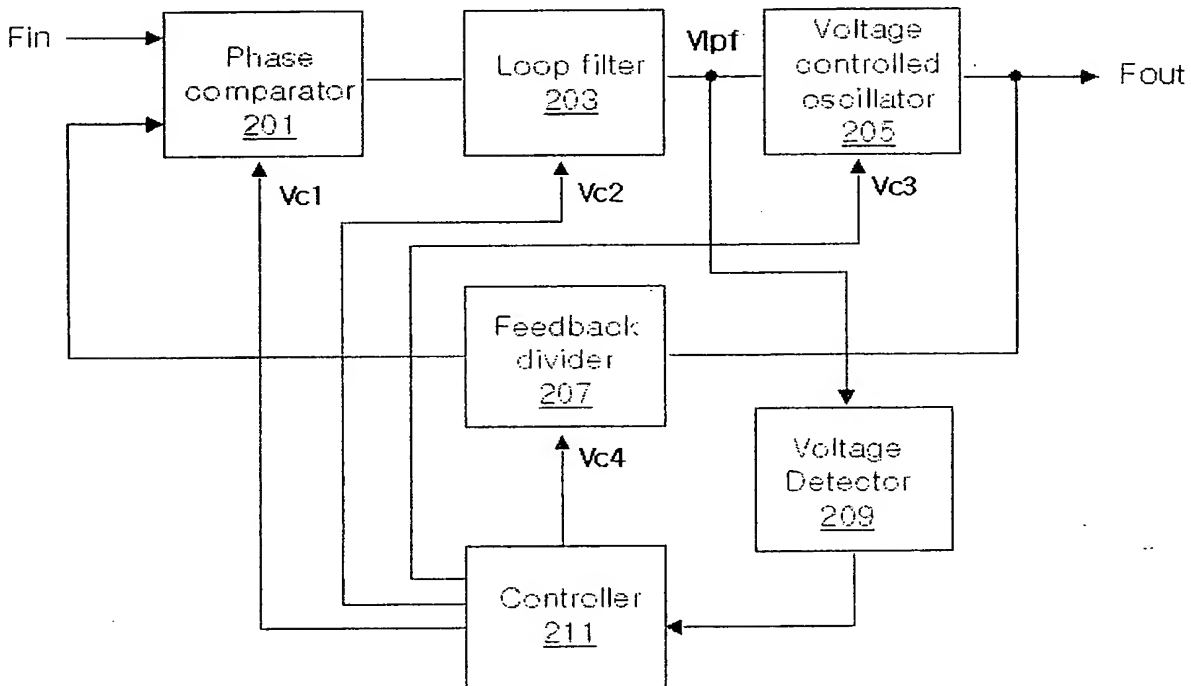 Fin
Phase
comparator
201
Vc1
Loop filter
203
Vc2
Vlpf
Voltage
controlled
oscillator
205
Vc3
Fout
Feedback
divider
207
Vc4
Voltage
Detector
209
Controller
211